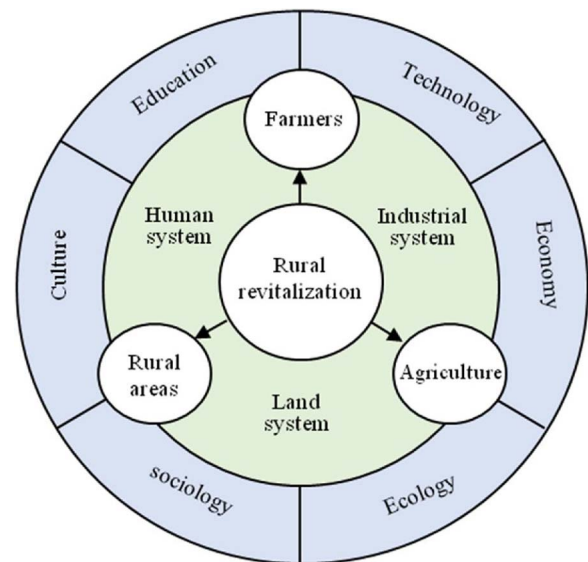 Education
Technology
Farmers
Human
system
Industrial
system
Culture
Rural
revitalization
Economy
Rural
areas
Agriculture
Land
system
sociology
Ecology